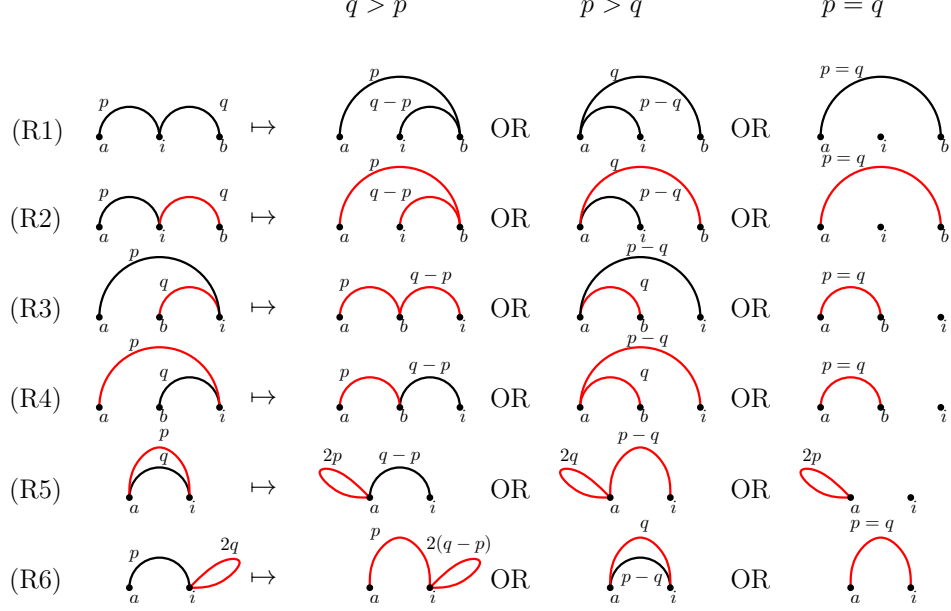 q > p p > q p = q
p q p q p = q
(R1) ↦ q − p OR p − q OR
a i b a i b a i b a i b
p q p q p = q
(R2) ↦ q − p OR p − q OR
a i b a i b a i b a i b
p q p q − p p − q p = q
(R3) ↦ OR q OR
a b i a b i a b i a b i
p q p q − p p − q p = q
(R4) ↦ OR q OR
a b i a b i a b i a b i
p q 2p q − p 2q p − q 2p
(R5) ↦ OR OR
a i a i a i a i
p 2q p 2(q − p) q p = q
(R6) ↦ OR p − q OR
a i a i a i a i